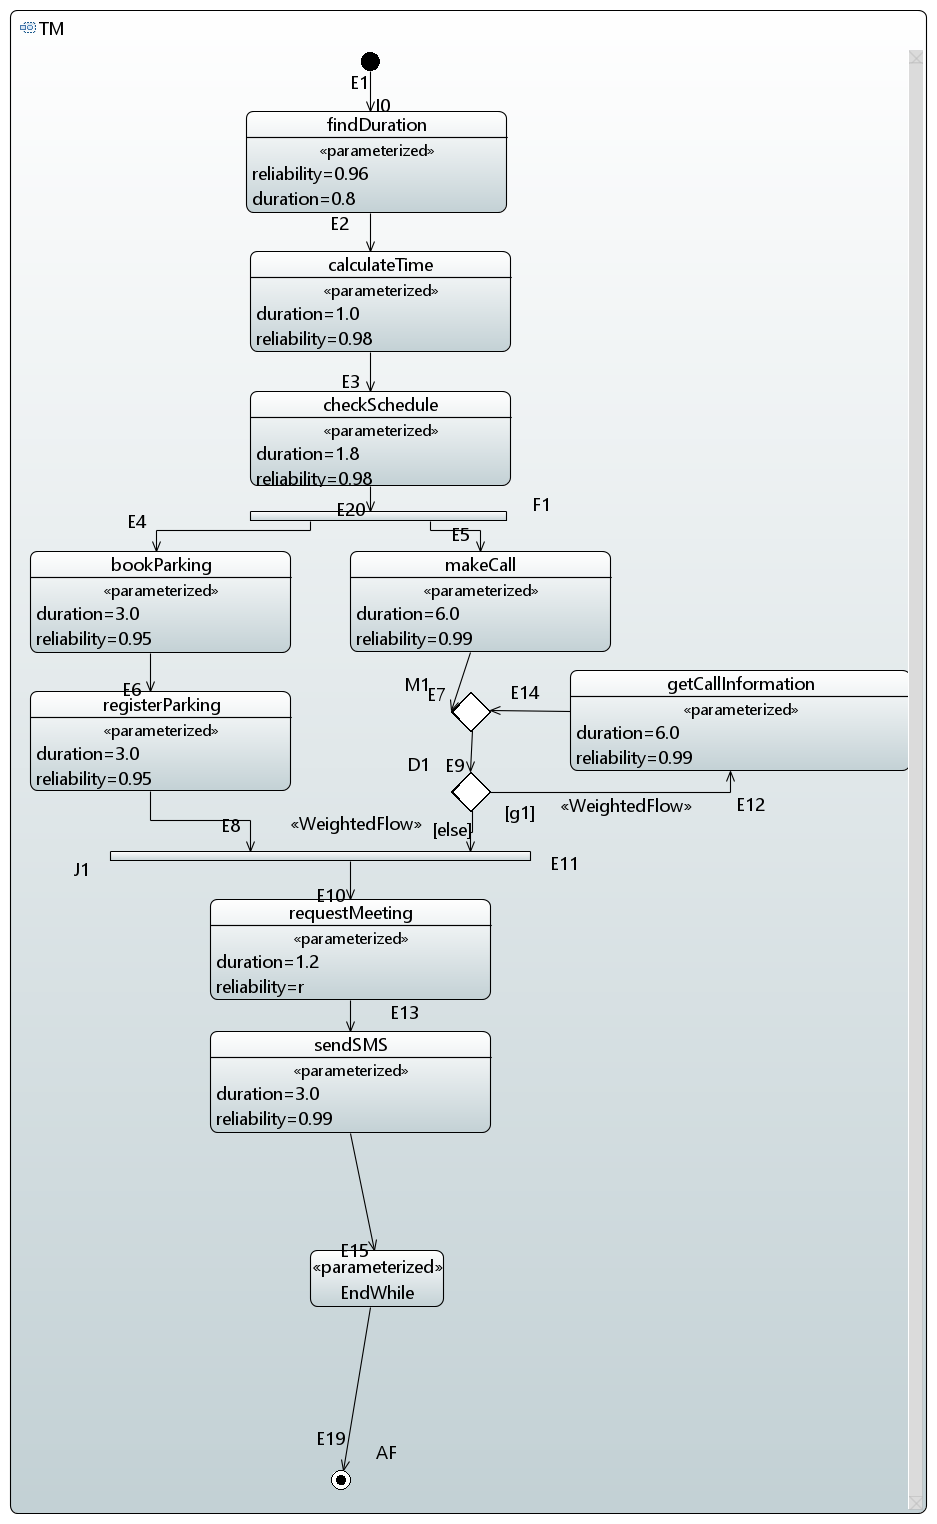 TM
E1
I0
findDuration
«parameterized»
reliability=0.96
duration=0.8
E2
calculateTime
«parameterized»
duration=1.0
reliability=0.98
E3
checkSchedule
«parameterized»
duration=1.8
reliability=0.98
E20
F1
E4
E5
bookParking
«parameterized»
duration=3.0
reliability=0.95
makeCall
«parameterized»
duration=6.0
reliability=0.99
E6
registerParking
«parameterized»
duration=3.0
reliability=0.95
M1
E7
E14
getCallInformation
«parameterized»
duration=6.0
reliability=0.99
D1
E9
[g1]
«WeightedFlow»
E12
E8
«WeightedFlow»
[else]
J1
E11
E10
requestMeeting
«parameterized»
duration=1.2
reliability=r
E13
sendSMS
«parameterized»
duration=3.0
reliability=0.99
E15
«parameterized»
EndWhile
E19
AF